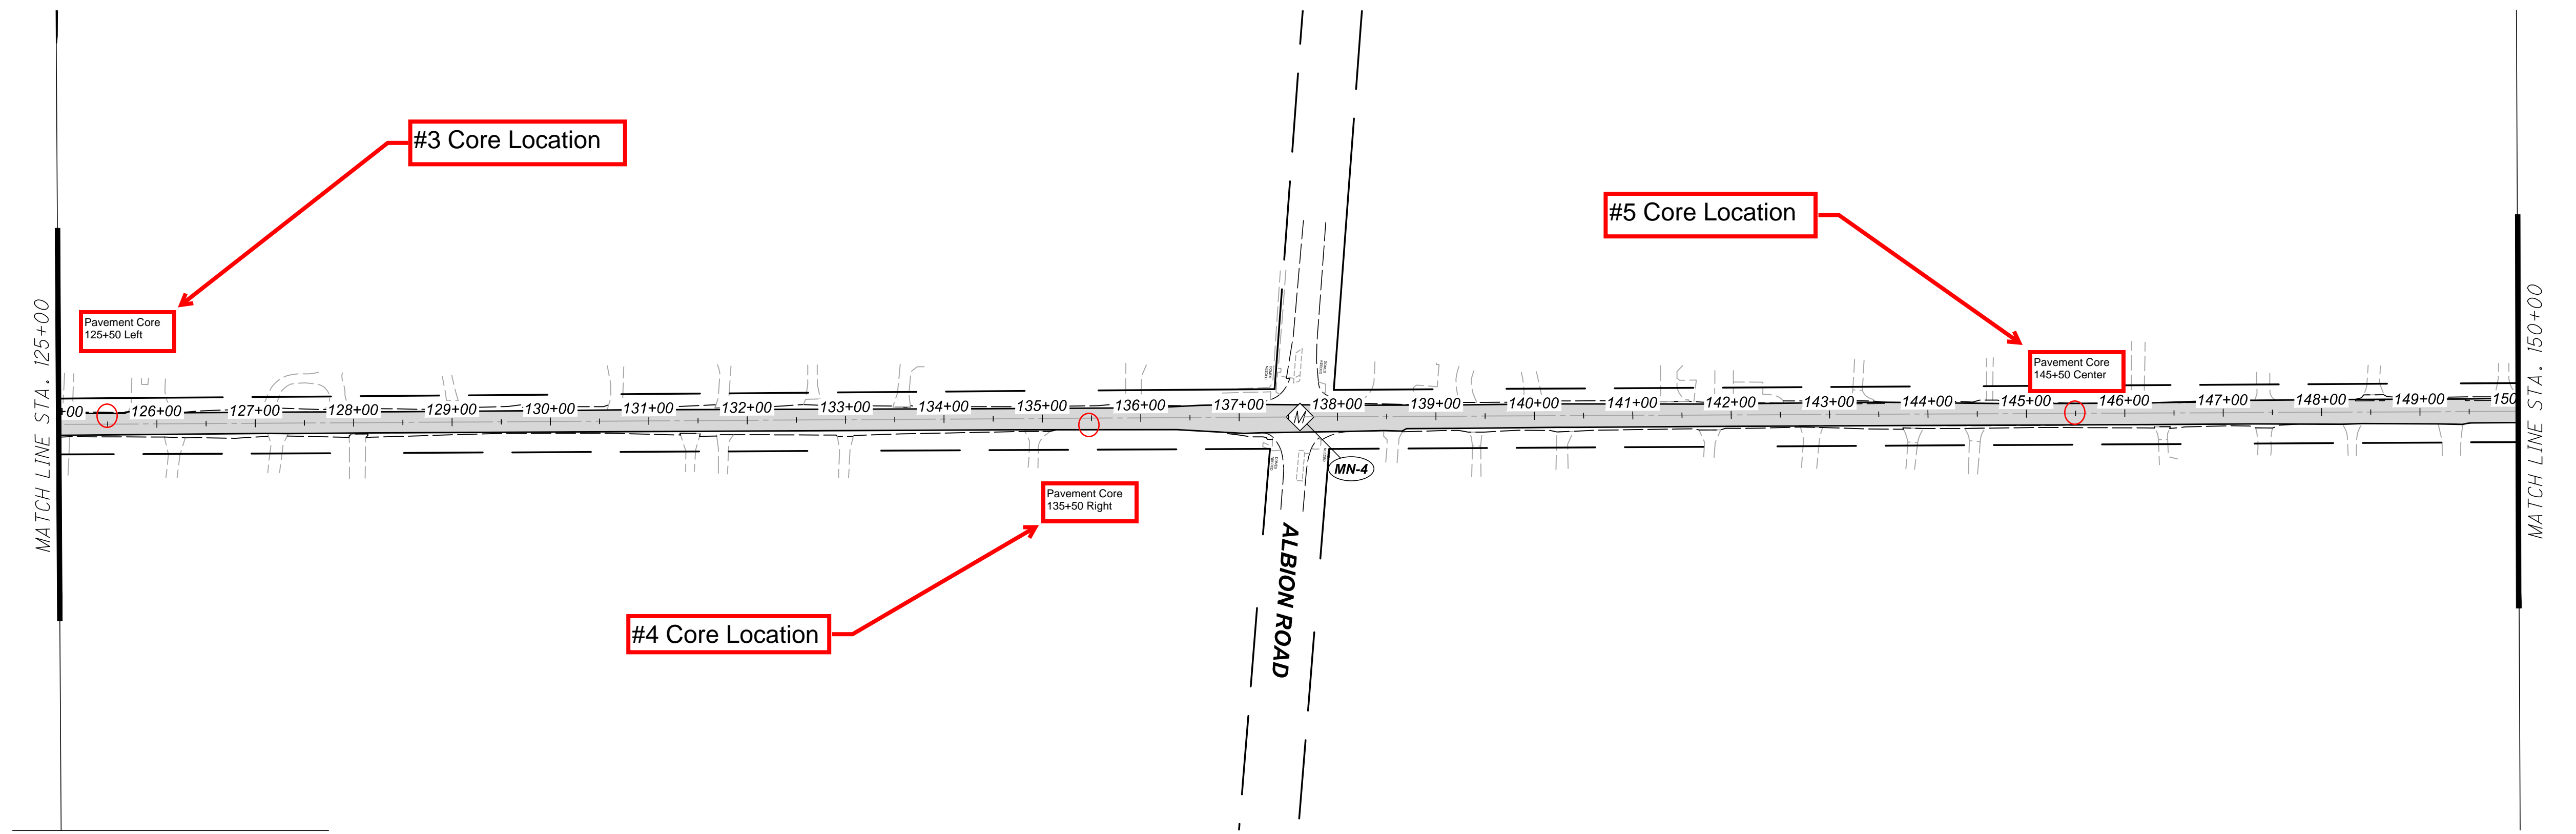 #3 Core Location
#5 Core Location
MATCH LINE STA. 125+00
MATCH LINE STA. 150+00
Pavement Core
125+50 Left
Pavement Core
145+50 Center
+00
126+00
127+00
128+00
129+00
130+00
131+00
132+00
133+00
134+00
135+00
136+00
137+00
138+00
139+00
140+00
141+00
142+00
143+00
144+00
145+00
146+00
147+00
148+00
149+00
150
M
MN-4
Pavement Core
135+50 Right
ALBION ROAD
#4 Core Location